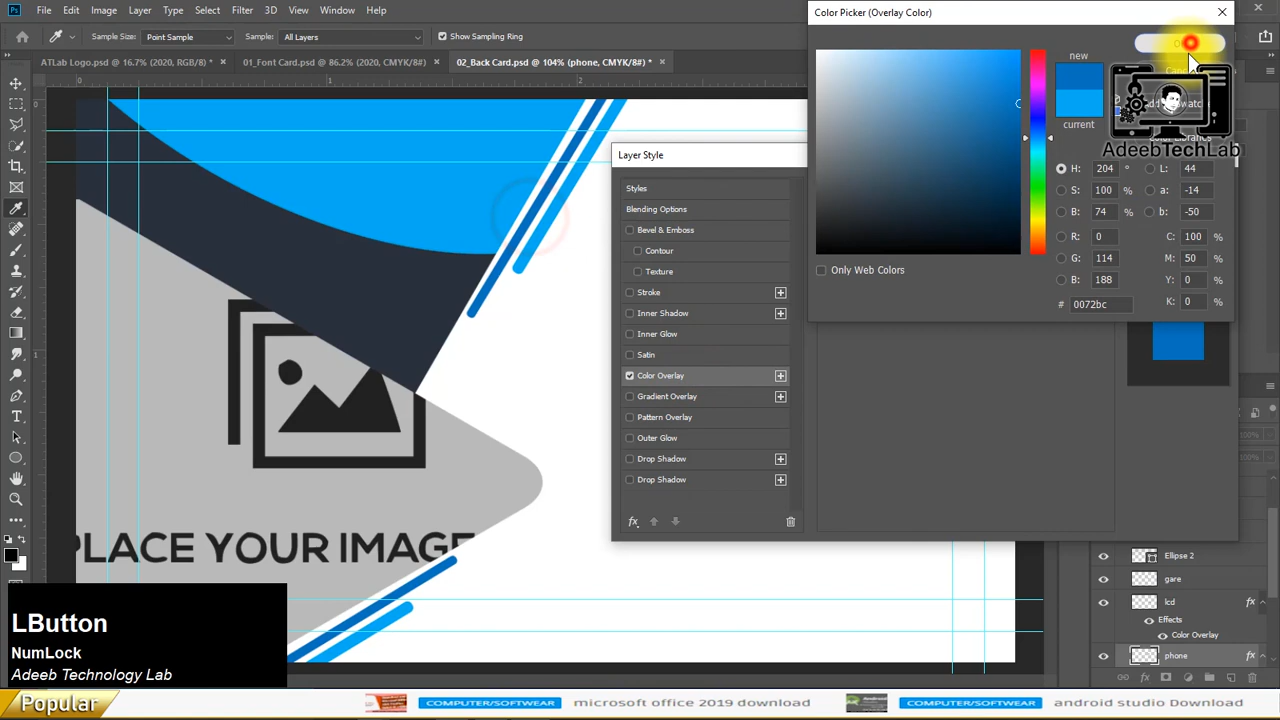 Ps File Edit Image Layer Type Select Filter 3D View Window Help
Color Picker (Overlay Color)
Sample Size: Point Sample Sample: All Layers Show Sampling Ring
ATLab Logo.psd @ 16.7% (RGB/8) * × 01_Font Card.psd @ 86.2% (CMYK/8#) × 02_Back Card.psd @ 104% (phone, CMYK/8#) * ×
new
current
AdeebTechLab
Layer Style
Styles
Blending Options
Bevel & Emboss
Contour
Texture
Stroke
Inner Shadow
Inner Glow
Satin
Color Overlay
Gradient Overlay
Pattern Overlay
Outer Glow
Drop Shadow
Drop Shadow
fx
H: 204 ° L: 44
S: 100 % a: -14
B: 74 % b: -50
R: 0 C: 100 %
G: 114 M: 50 %
B: 188 Y: 0 %
# 0072bc K: 0 %
Only Web Colors
PLACE YOUR IMAGE
Ellipse 2
gare
lcd fx
Effects
Color Overlay
phone fx
LButton
NumLock
Adeeb Technology Lab
Popular COMPUTER/SOFTWEAR microsoft office 2019 download COMPUTER/SOFTWEAR android studio Download